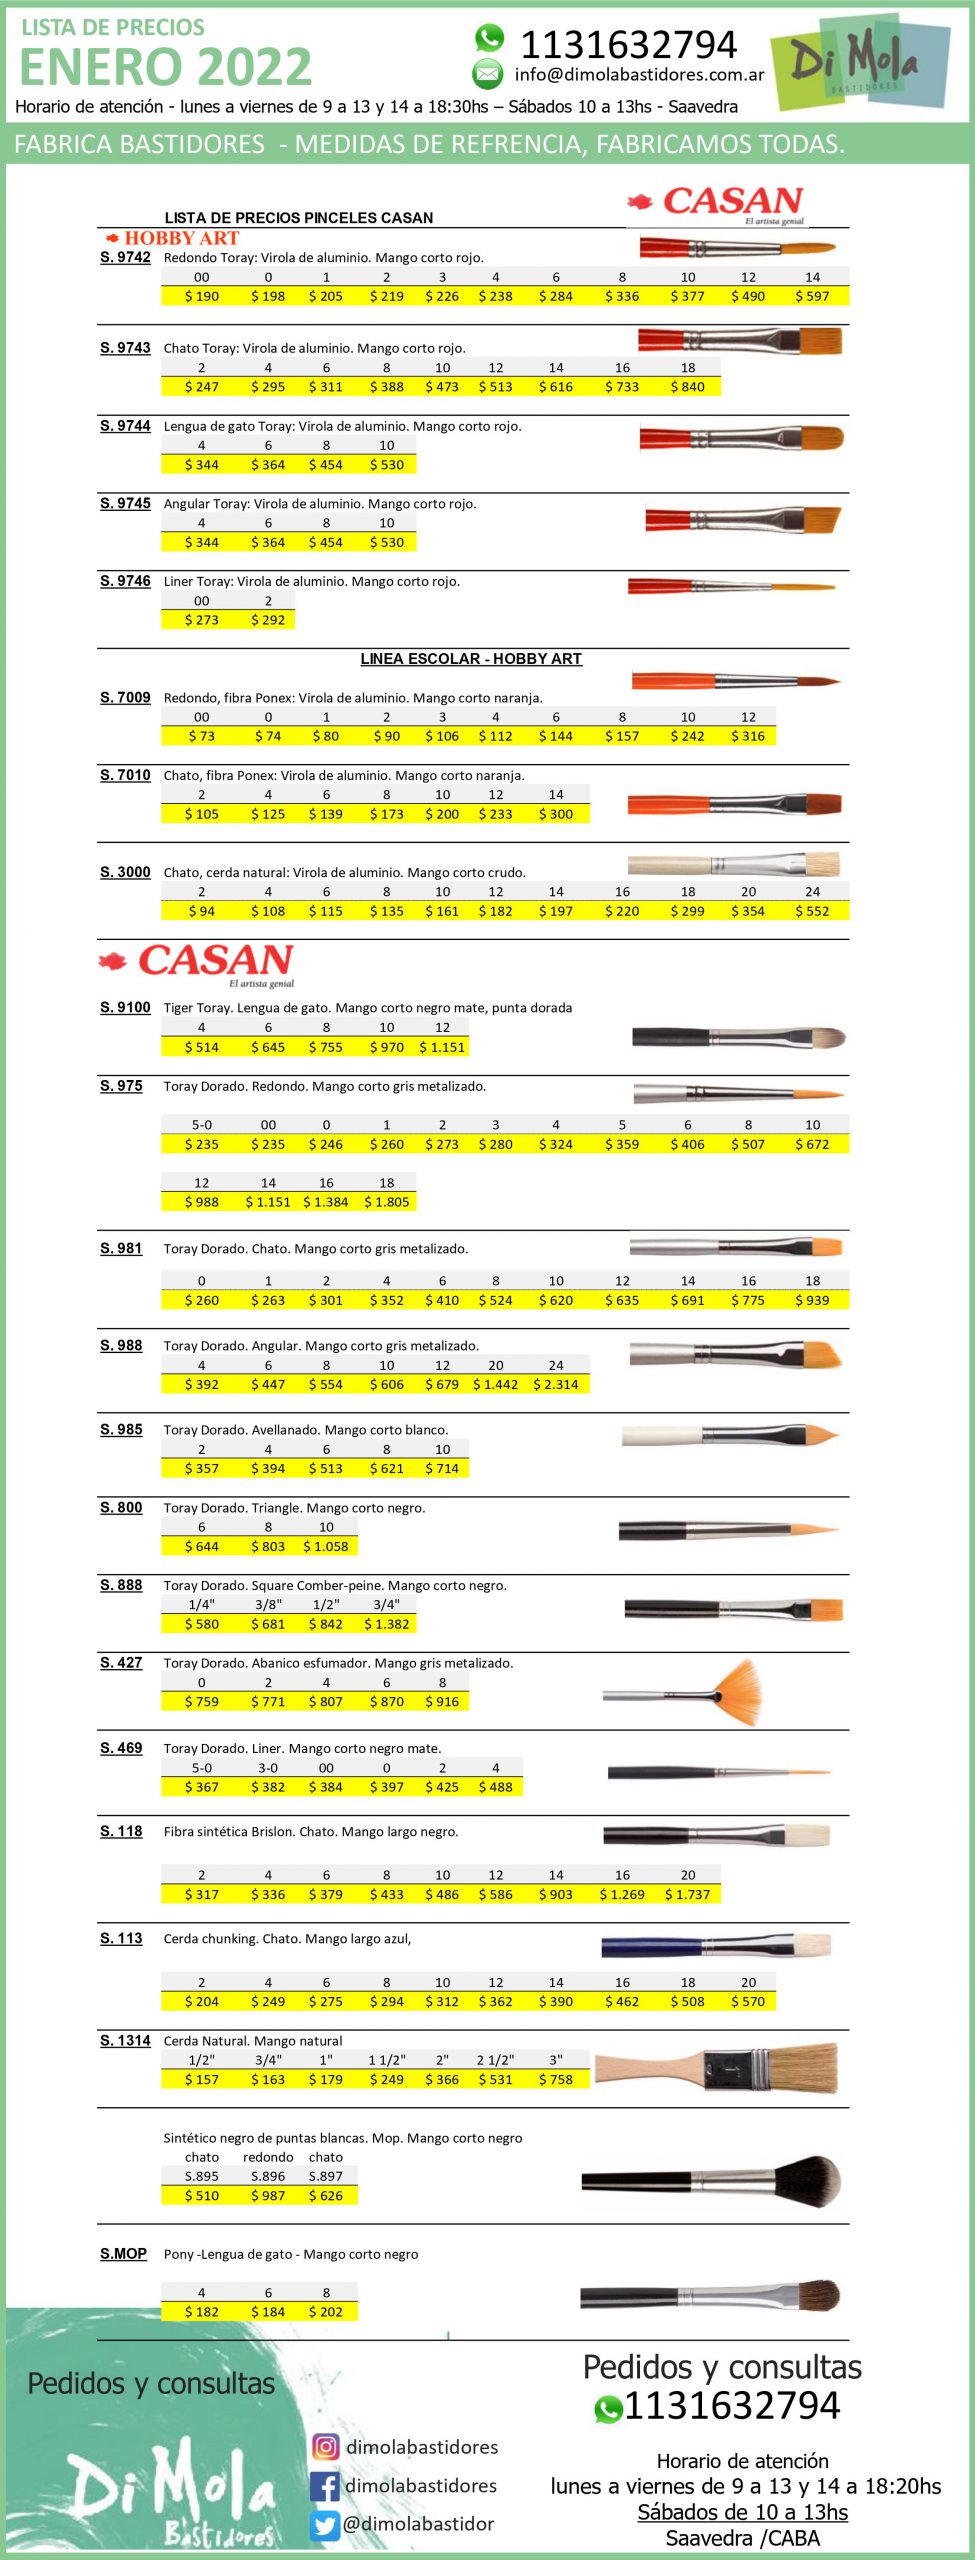 LISTA DE PRECIOS
ENERO 2022
1131632794
info@dimolabastidores.com.ar
Di Mola
BASTIDORES
Horario de atención - lunes a viernes de 9 a 13 y 14 a 18:30hs – Sábados 10 a 13hs - Saavedra
FABRICA BASTIDORES - MEDIDAS DE REFRENCIA, FABRICAMOS TODAS.
LISTA DE PRECIOS PINCELES CASAN
CASAN
El artista genial
HOBBY ART
S. 9742 Redondo Toray: Virola de aluminio. Mango corto rojo.
00 0 1 2 3 4 6 8 10 12 14
$ 190 $ 198 $ 205 $ 219 $ 226 $ 238 $ 284 $ 336 $ 377 $ 490 $ 597
S. 9743 Chato Toray: Virola de aluminio. Mango corto rojo.
2 4 6 8 10 12 14 16 18
$ 247 $ 295 $ 311 $ 388 $ 473 $ 513 $ 616 $ 733 $ 840
S. 9744 Lengua de gato Toray: Virola de aluminio. Mango corto rojo.
4 6 8 10
$ 344 $ 364 $ 454 $ 530
S. 9745 Angular Toray: Virola de aluminio. Mango corto rojo.
4 6 8 10
$ 344 $ 364 $ 454 $ 530
S. 9746 Liner Toray: Virola de aluminio. Mango corto rojo.
00 2
$ 273 $ 292
LINEA ESCOLAR - HOBBY ART
S. 7009 Redondo, fibra Ponex: Virola de aluminio. Mango corto naranja.
00 0 1 2 3 4 6 8 10 12
$ 73 $ 74 $ 80 $ 90 $ 106 $ 112 $ 144 $ 157 $ 242 $ 316
S. 7010 Chato, fibra Ponex: Virola de aluminio. Mango corto naranja.
2 4 6 8 10 12 14
$ 105 $ 125 $ 139 $ 173 $ 200 $ 233 $ 300
S. 3000 Chato, cerda natural: Virola de aluminio. Mango corto crudo.
2 4 6 8 10 12 14 16 18 20 24
$ 94 $ 108 $ 115 $ 135 $ 161 $ 182 $ 197 $ 220 $ 299 $ 354 $ 552
CASAN
El artista genial
S. 9100 Tiger Toray. Lengua de gato. Mango corto negro mate, punta dorada
4 6 8 10 12
$ 514 $ 645 $ 755 $ 970 $ 1.151
S. 975 Toray Dorado. Redondo. Mango corto gris metalizado.
5-0 00 0 1 2 3 4 5 6 8 10
$ 235 $ 235 $ 246 $ 260 $ 273 $ 280 $ 324 $ 359 $ 406 $ 507 $ 672
12 14 16 18
$ 988 $ 1.151 $ 1.384 $ 1.805
S. 981 Toray Dorado. Chato. Mango corto gris metalizado.
0 1 2 4 6 8 10 12 14 16 18
$ 260 $ 263 $ 301 $ 352 $ 410 $ 524 $ 620 $ 635 $ 691 $ 775 $ 939
S. 988 Toray Dorado. Angular. Mango corto gris metalizado.
4 6 8 10 12 20 24
$ 392 $ 447 $ 554 $ 606 $ 679 $ 1.442 $ 2.314
S. 985 Toray Dorado. Avellanado. Mango corto blanco.
2 4 6 8 10
$ 357 $ 394 $ 513 $ 621 $ 714
S. 800 Toray Dorado. Triangle. Mango corto negro.
6 8 10
$ 644 $ 803 $ 1.058
S. 888 Toray Dorado. Square Comber-peine. Mango corto negro.
1/4" 3/8" 1/2" 3/4"
$ 580 $ 681 $ 842 $ 1.382
S. 427 Toray Dorado. Abanico esfumador. Mango gris metalizado.
0 2 4 6 8
$ 759 $ 771 $ 807 $ 870 $ 916
S. 469 Toray Dorado. Liner. Mango corto negro mate.
5-0 3-0 00 0 2 4
$ 367 $ 382 $ 384 $ 397 $ 425 $ 488
S. 118 Fibra sintética Brislon. Chato. Mango largo negro.
2 4 6 8 10 12 14 16 20
$ 317 $ 336 $ 379 $ 433 $ 486 $ 586 $ 903 $ 1.269 $ 1.737
S. 113 Cerda chunking. Chato. Mango largo azul,
2 4 6 8 10 12 14 16 18 20
$ 204 $ 249 $ 275 $ 294 $ 312 $ 362 $ 390 $ 462 $ 508 $ 570
S. 1314 Cerda Natural. Mango natural
1/2" 3/4" 1" 1 1/2" 2" 2 1/2" 3"
$ 157 $ 163 $ 179 $ 249 $ 366 $ 531 $ 758
1"
Sintético negro de puntas blancas. Mop. Mango corto negro
chato redondo chato
S.895 S.896 S.897
$ 510 $ 987 $ 626
S.MOP Pony -Lengua de gato - Mango corto negro
4 6 8
$ 182 $ 184 $ 202
Pedidos y consultas
Di Mola
Bastidores
dimolabastidores
dimolabastidores
@dimolabastidor
Pedidos y consultas
1131632794
Horario de atención
lunes a viernes de 9 a 13 y 14 a 18:20hs
Sábados de 10 a 13hs
Saavedra /CABA